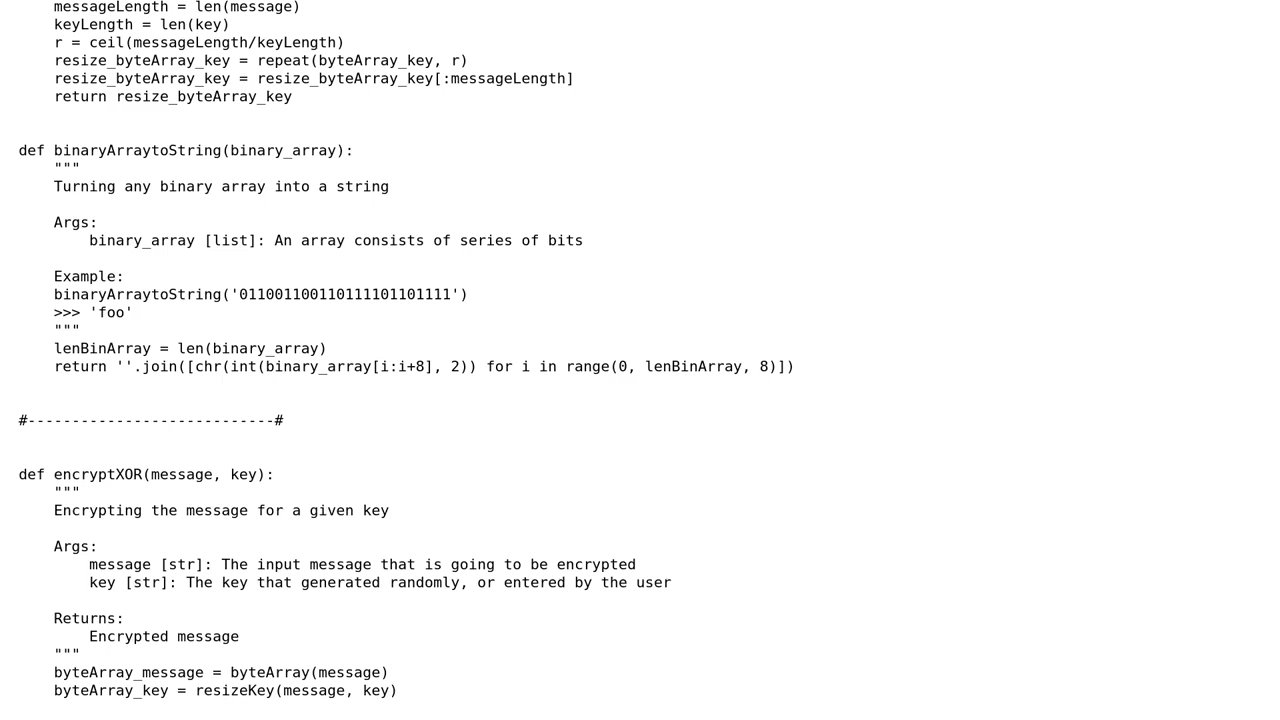 messageLength = len(message)
keyLength = len(key)
r = ceil(messageLength/keyLength)
resize_byteArray_key = repeat(byteArray_key, r)
resize_byteArray_key = resize_byteArray_key[:messageLength]
return resize_byteArray_key
def binaryArraytoString(binary_array):
"""
Turning any binary array into a string
Args:
binary_array [list]: An array consists of series of bits
Example:
binaryArraytoString('011001100110111101101111')
>>> 'foo'
"""
lenBinArray = len(binary_array)
return ''.join([chr(int(binary_array[i:i+8], 2)) for i in range(0, lenBinArray, 8)])
#----------------------------#
def encryptXOR(message, key):
"""
Encrypting the message for a given key
Args:
message [str]: The input message that is going to be encrypted
key [str]: The key that generated randomly, or entered by the user
Returns:
Encrypted message
"""
byteArray_message = byteArray(message)
byteArray_key = resizeKey(message, key)